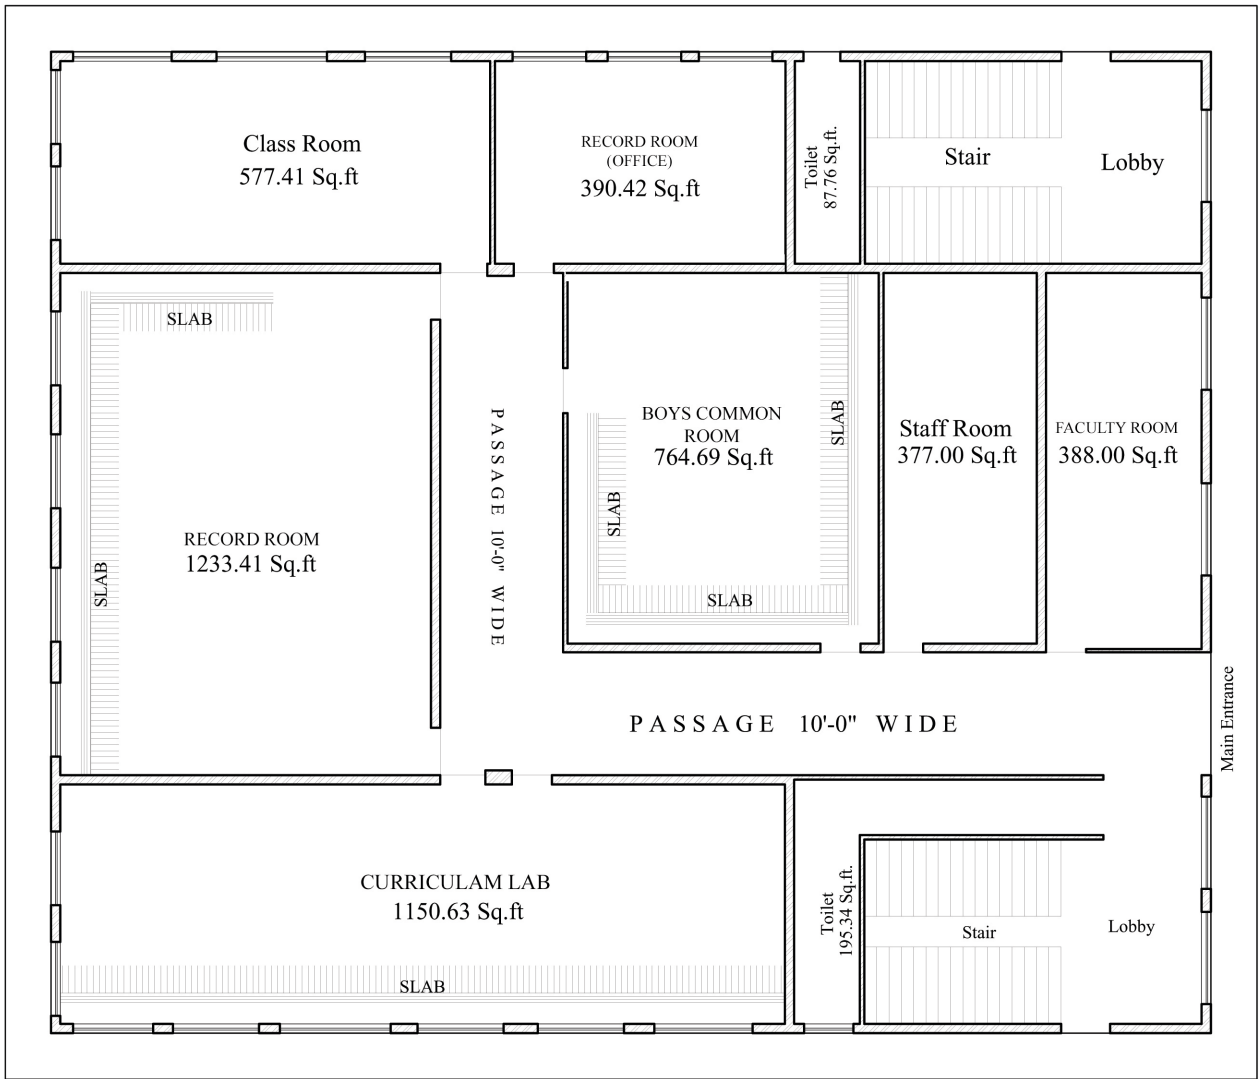 Class Room
577.41 Sq.ft
RECORD ROOM
(OFFICE)
390.42 Sq.ft
Toilet
87.76 Sq.ft.
Stair
Lobby
SLAB
SLAB
RECORD ROOM
1233.41 Sq.ft
PASSAGE 10'-0" WIDE
BOYS COMMON
ROOM
764.69 Sq.ft
SLAB
SLAB
SLAB
Staff Room
377.00 Sq.ft
FACULTY ROOM
388.00 Sq.ft
PASSAGE 10'-0" WIDE
Main Entrance
CURRICULAM LAB
1150.63 Sq.ft
SLAB
Toilet
195.34 Sq.ft.
Stair
Lobby